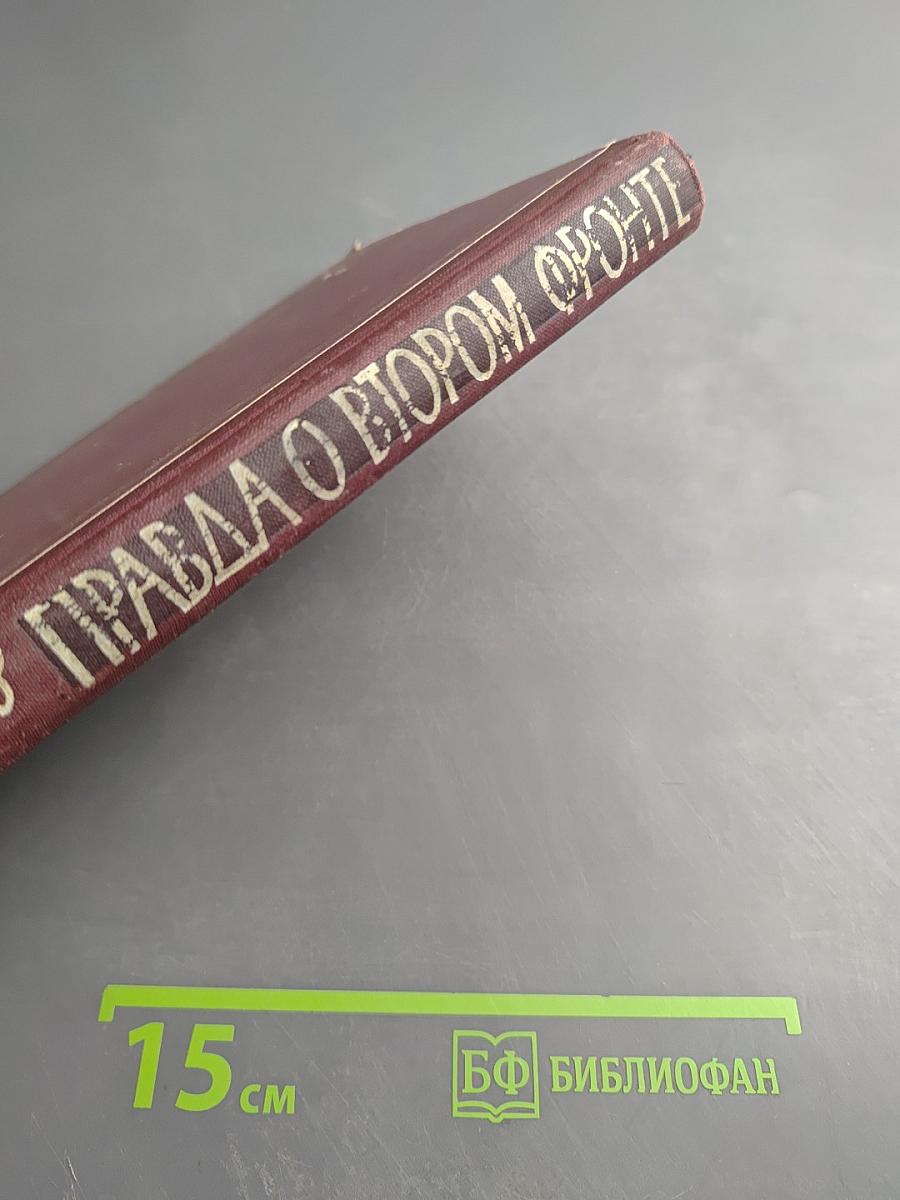 В ПРАВДА О ВТОРОМ ФРОНТЕ
15 см
БФ БИБЛИОФАН